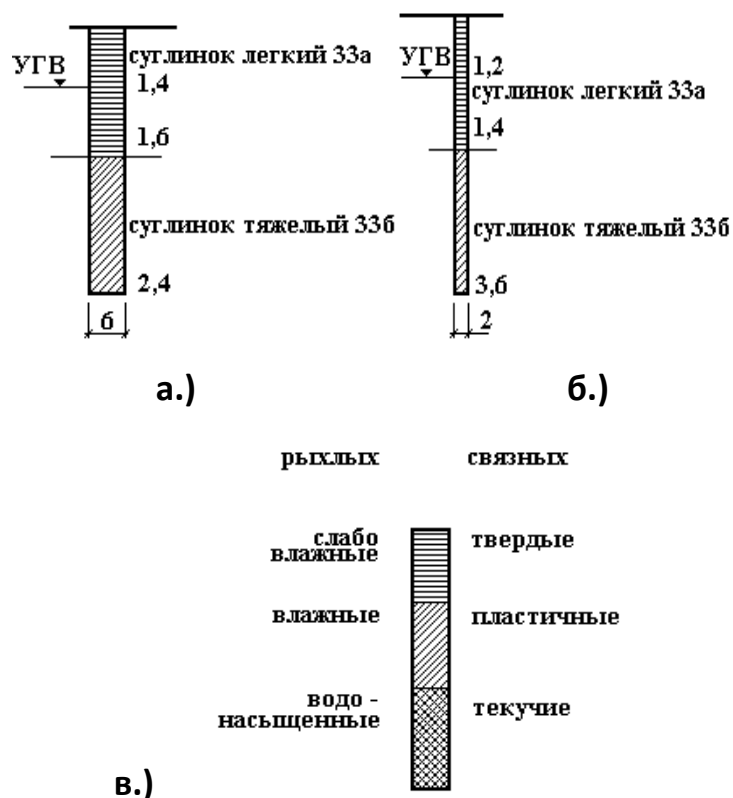 УГВ
суглинок легкий 33а
1,4
1,6
суглинок тяжелый 33б
2,4
6
а.)
УГВ
1,2
суглинок легкий 33а
1,4
суглинок тяжелый 33б
3,6
2
б.)
рыхлых связных
слабо
влажные
твердые
влажные
пластичные
водо -
насыщенные
текучие
в.)